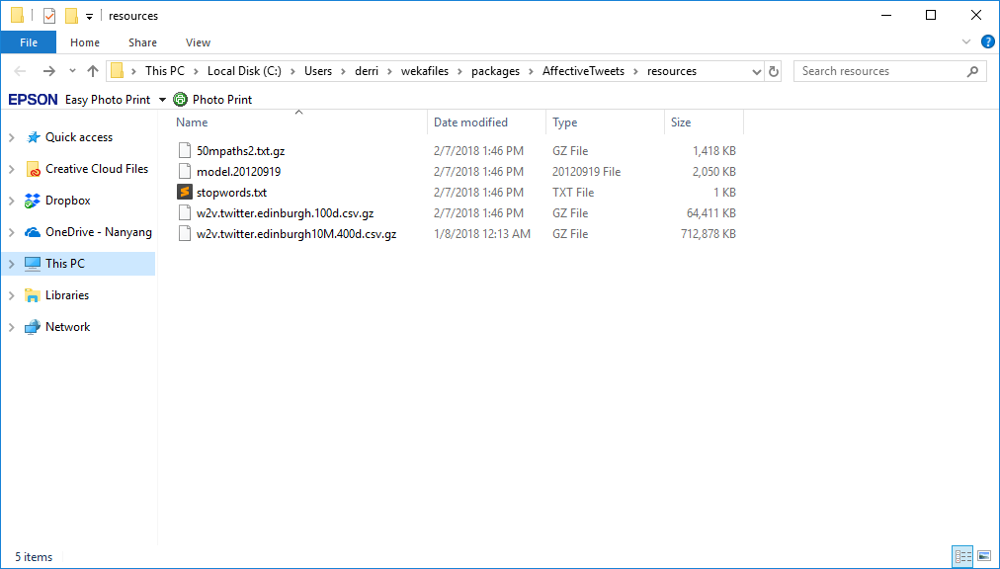 resources
File Home Share View
This PC Local Disk (C:) Users derri wekafiles packages AffectiveTweets resources Search resources
EPSON Easy Photo Print Photo Print
Name Date modified Type Size
Quick access
Creative Cloud Files
Dropbox
OneDrive - Nanyang
This PC
Libraries
Network
50mpaths2.txt.gz 2/7/2018 1:46 PM GZ File 1,418 KB
model.20120919 2/7/2018 1:46 PM 20120919 File 2,050 KB
stopwords.txt 2/7/2018 1:46 PM TXT File 1 KB
w2v.twitter.edinburgh.100d.csv.gz 2/7/2018 1:46 PM GZ File 64,411 KB
w2v.twitter.edinburgh10M.400d.csv.gz 1/8/2018 12:13 AM GZ File 712,878 KB
5 items